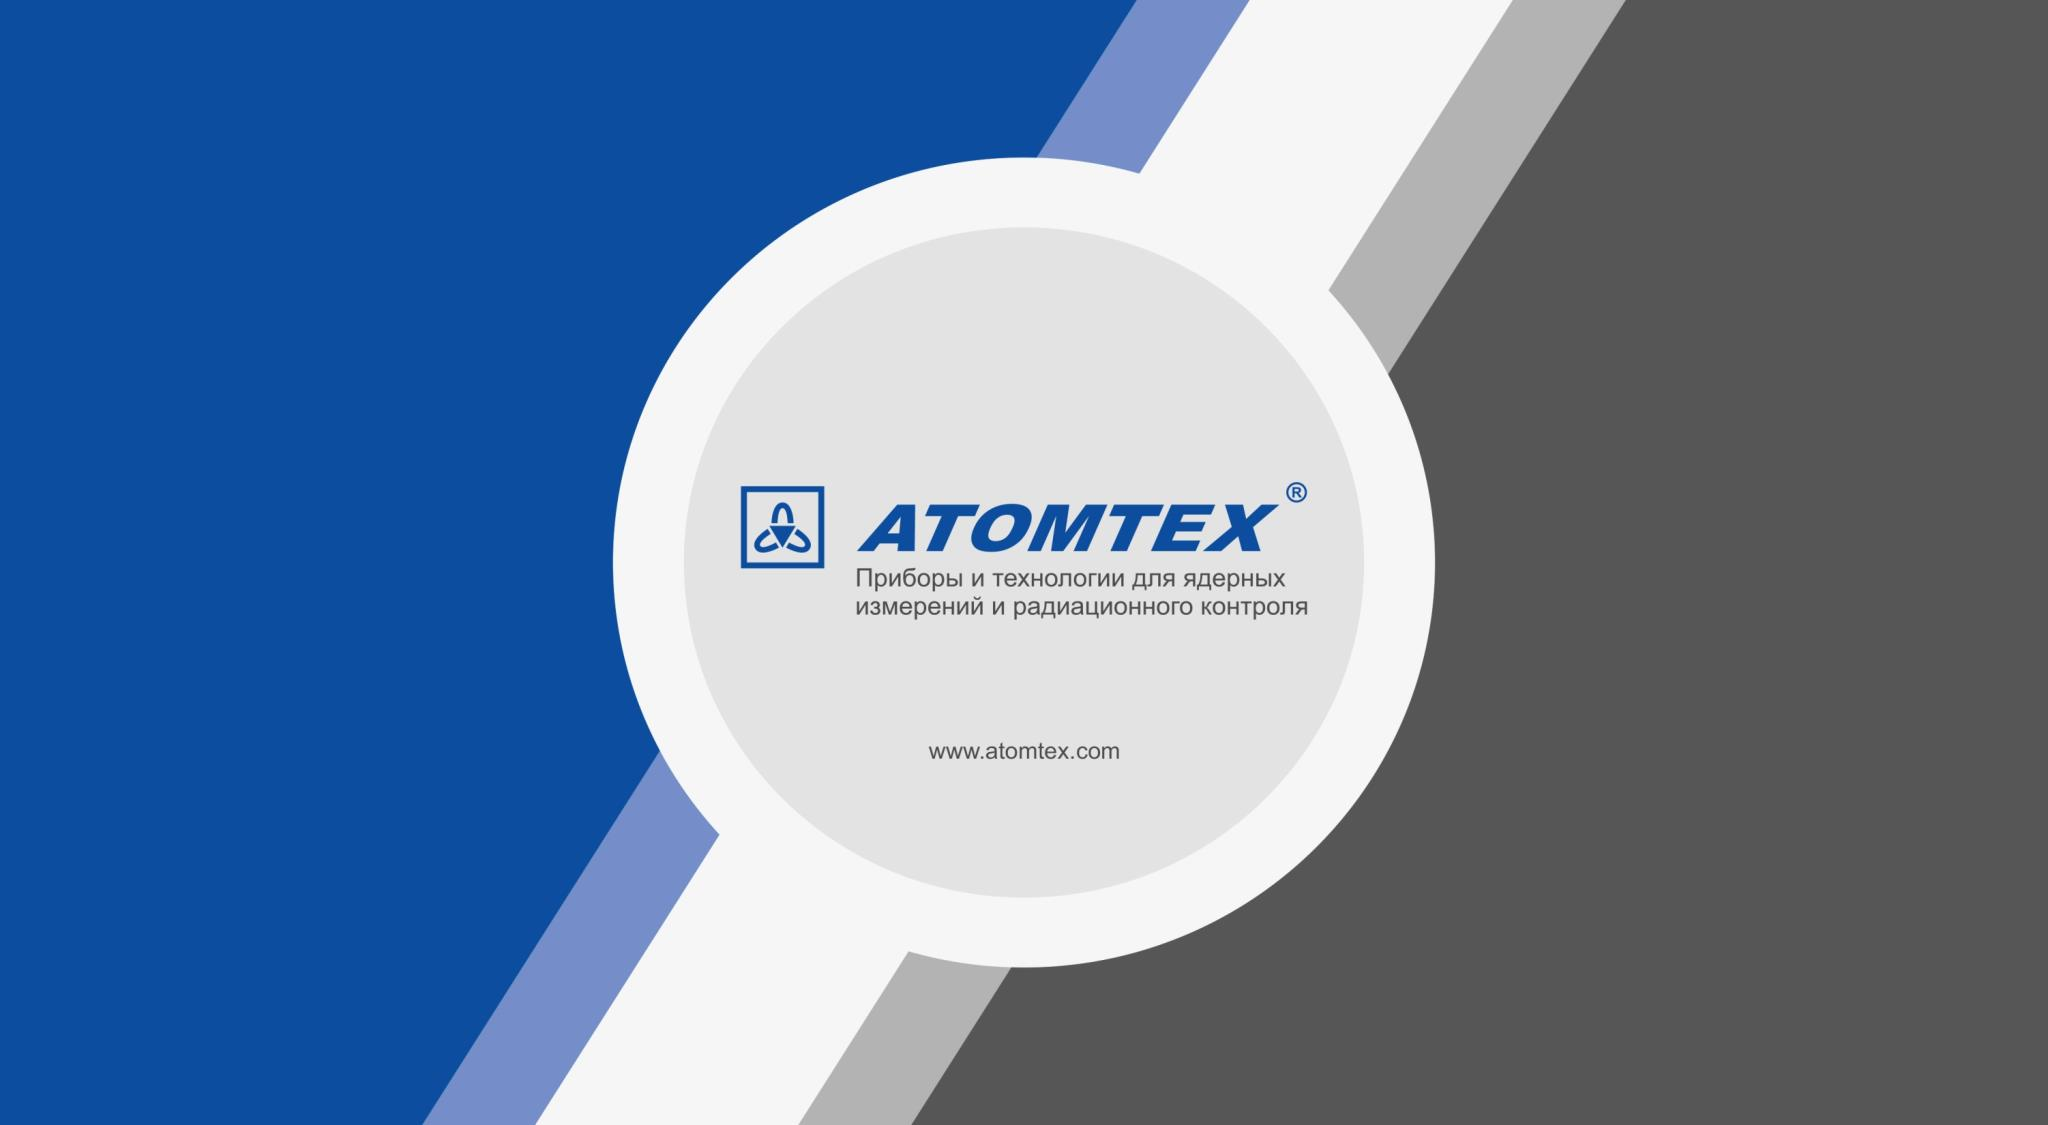 ATOMTEX®
Приборы и технологии для ядерных
измерений и радиационного контроля
www.atomtex.com